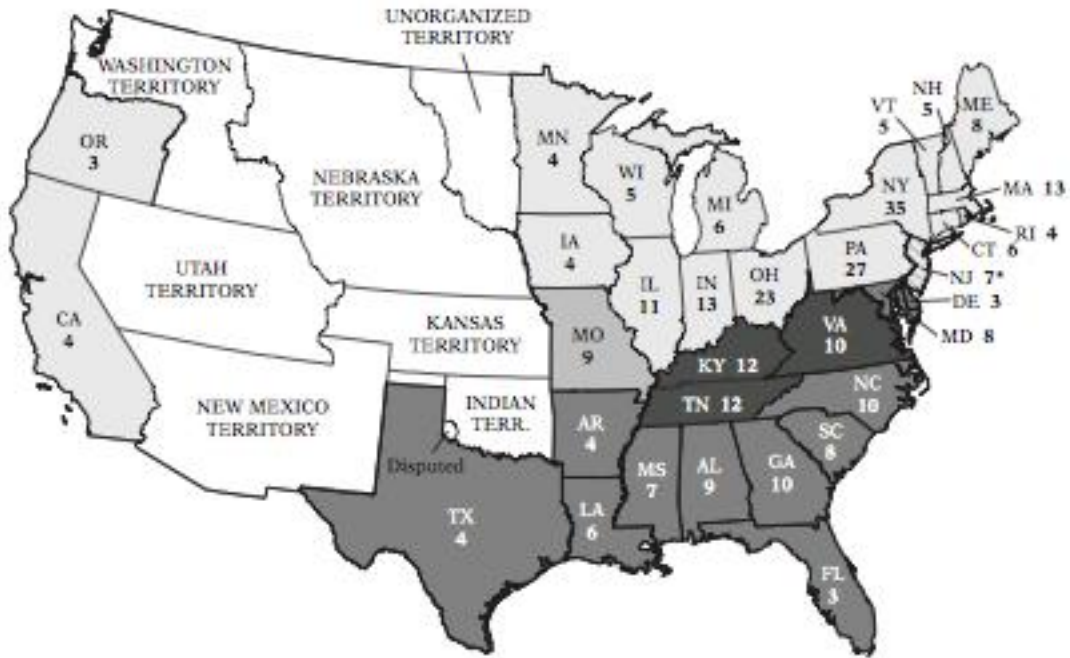 UNORGANIZED
TERRITORY
WASHINGTON
TERRITORY
NH
5
VT
5
ME
8
OR
3
MN
4
WI
5
NY
35
MA 13
NEBRASKA
TERRITORY
MI
6
RI 4
CT 6
IA
4
PA
27
UTAH
TERRITORY
IL
11
IN
13
OH
23
NJ 7*
DE 3
CA
4
KANSAS
TERRITORY
MO
9
VA
10
MD 8
KY 12
NEW MEXICO
TERRITORY
INDIAN
TERR.
TN 12
NC
10
AR
4
SC
8
Disputed
MS
7
AL
9
GA
10
TX
4
LA
6
FL
3